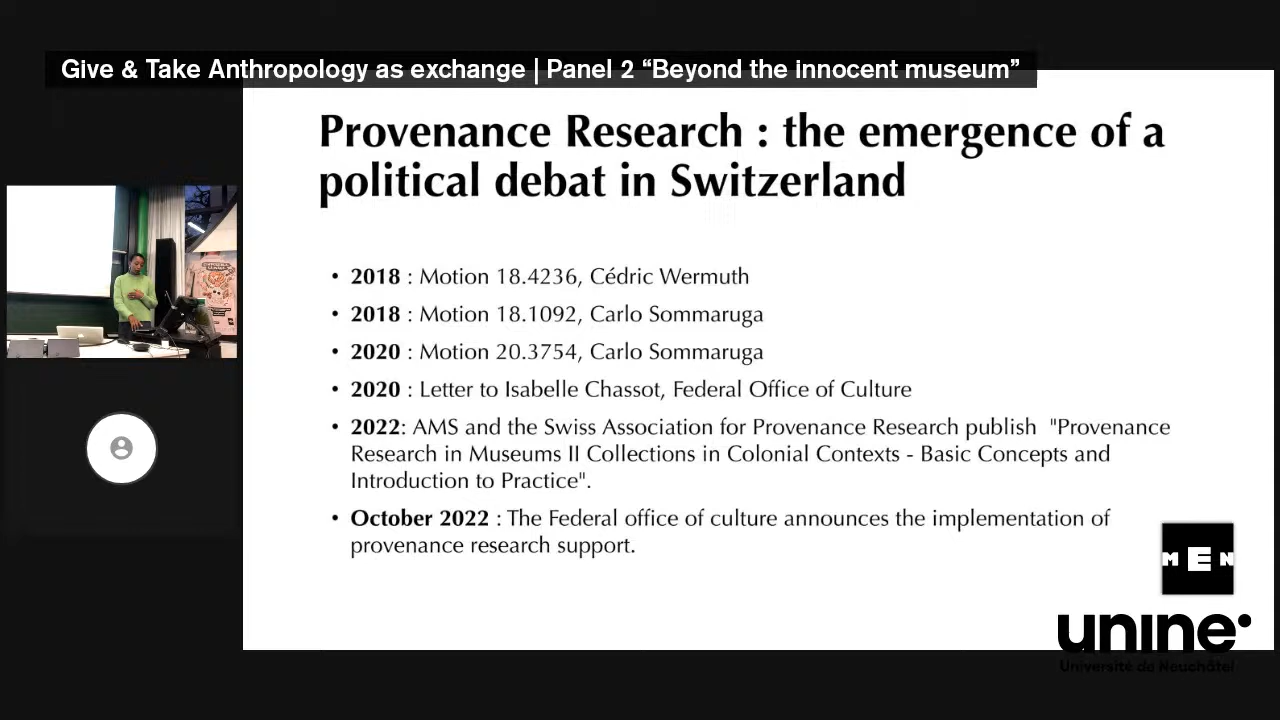 Give & Take Anthropology as exchange | Panel 2 “Beyond the innocent museum”
Provenance Research : the emergence of a
political debat in Switzerland
• 2018 : Motion 18.4236, Cédric Wermuth
• 2018 : Motion 18.1092, Carlo Sommaruga
• 2020 : Motion 20.3754, Carlo Sommaruga
• 2020 : Letter to Isabelle Chassot, Federal Office of Culture
• 2022: AMS and the Swiss Association for Provenance Research publish "Provenance
Research in Museums II Collections in Colonial Contexts - Basic Concepts and
Introduction to Practice".
• October 2022 : The Federal office of culture announces the implementation of
provenance research support.
MEN
unine
Université de Neuchâtel